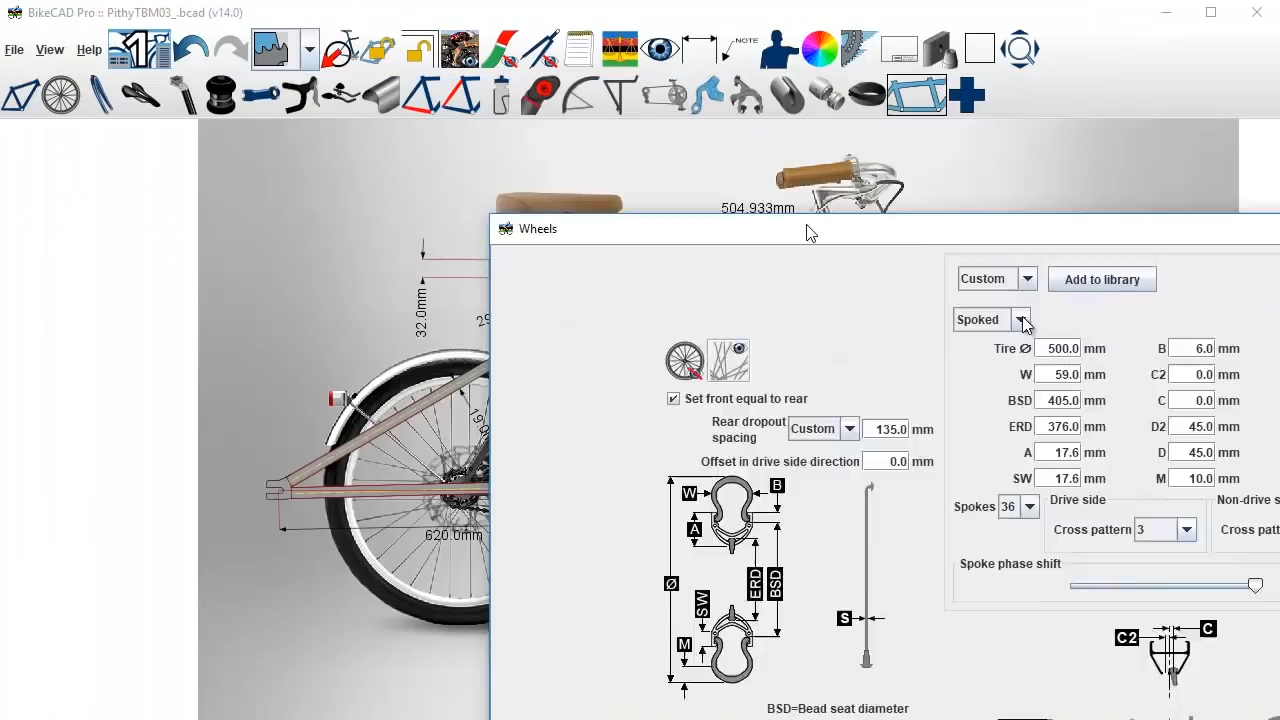 BikeCAD Pro :: PithyTBM03_.bcad (v14.0)
File View Help
NOTE
504.933mm
Wheels
32.0mm
620.0mm
Custom Add to library
Spoked
Tire Ø 500.0 mm B 6.0 mm
W 59.0 mm C2 0.0 mm
BSD 405.0 mm C 0.0 mm
ERD 376.0 mm D2 45.0 mm
A 17.6 mm D 45.0 mm
SW 17.6 mm M 10.0 mm
Set front equal to rear
Rear dropout
spacing Custom 135.0 mm
Offset in drive side direction 0.0 mm
Spokes 36 Drive side Non-drive s
Cross pattern 3 Cross patt
Spoke phase shift
W B
A
Ø ERD BSD
SW
M
S
C
C2
BSD=Bead seat diameter